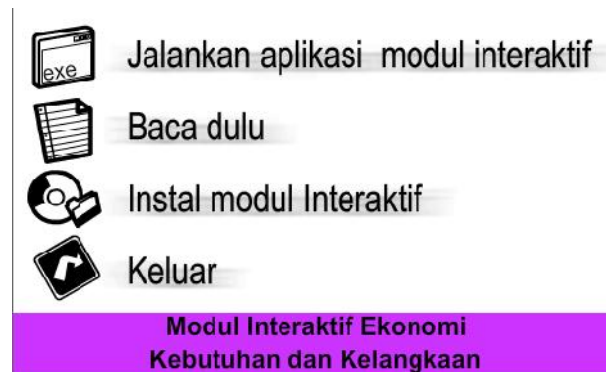 exe
Jalankan aplikasi modul interaktif
Baca dulu
Instal modul Interaktif
Keluar
Modul Interaktif Ekonomi
Kebutuhan dan Kelangkaan